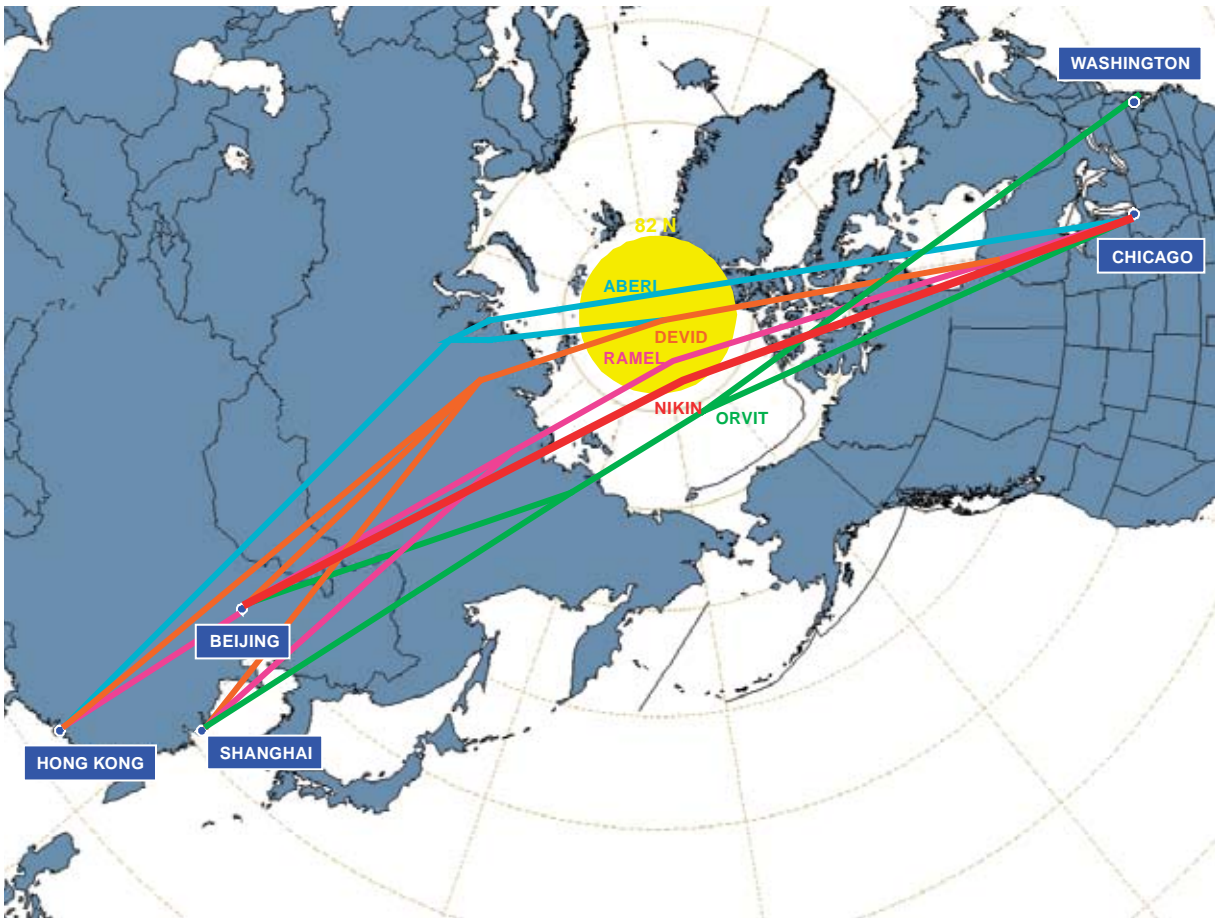 WASHINGTON
82 N
CHICAGO
ABERI
DEVID
RAMEL
NIKIN
ORVIT
BEIJING
SHANGHAI
HONG KONG